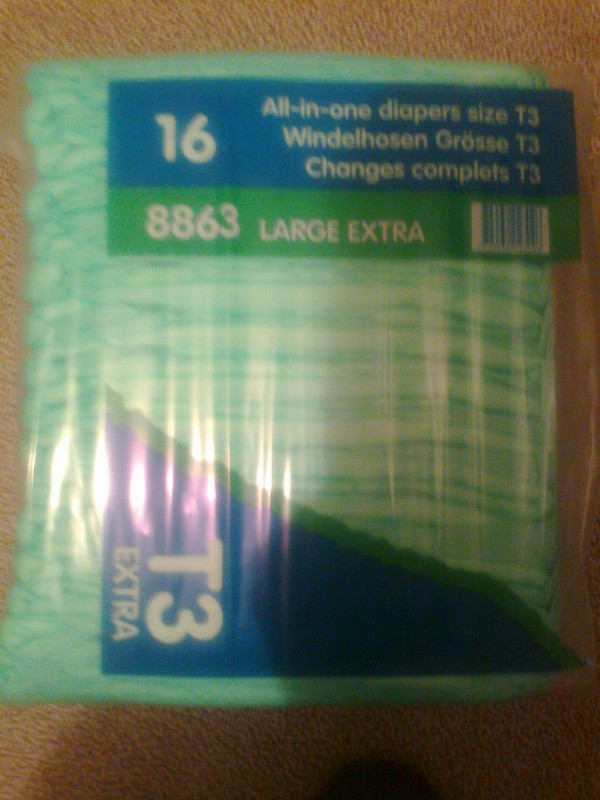 16
All-in-one diapers size T3
Windelhosen Grösse T3
Changes complets T3
8863 LARGE EXTRA
T3
EXTRA